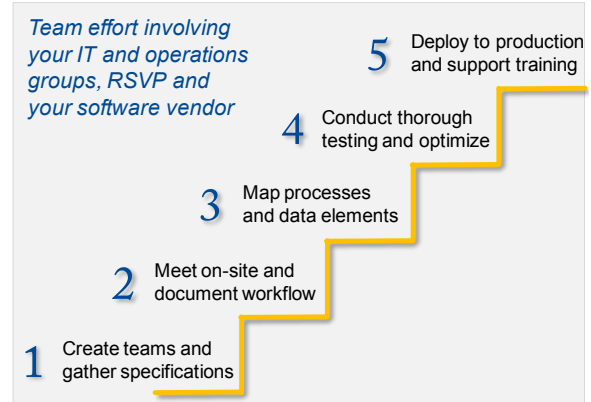 Team effort involving
your IT and operations
groups, RSVP and
your software vendor
5 Deploy to production
and support training
4 Conduct thorough
testing and optimize
3 Map processes
and data elements
2 Meet on-site and
document workflow
1 Create teams and
gather specifications